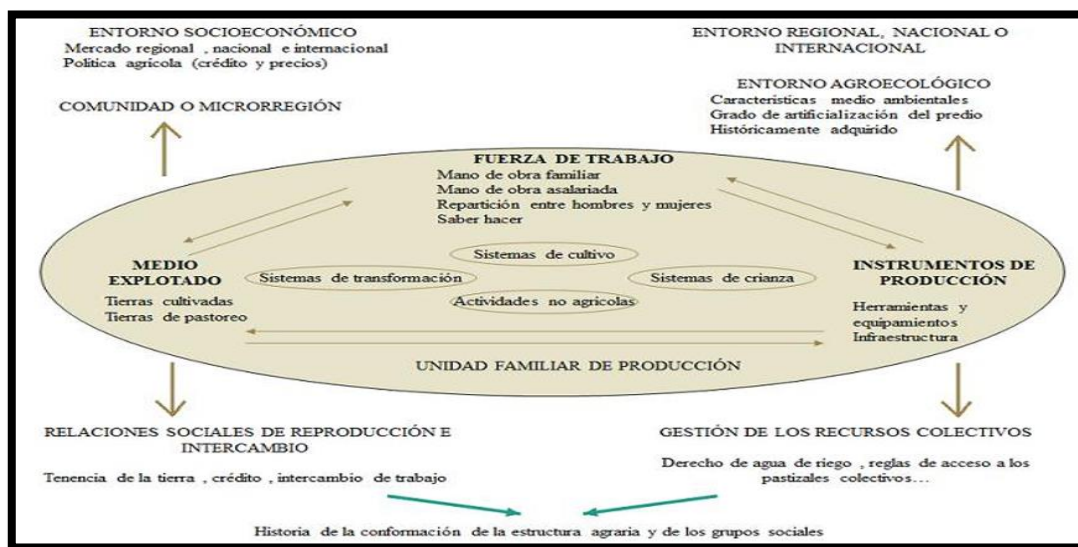 ENTORNO SOCIOECONÓMICO
Mercado regional , nacional e internacional
Política agrícola (crédito y precios)
COMUNIDAD O MICRORREGIÓN
ENTORNO REGIONAL, NACIONAL O
INTERNACIONAL
ENTORNO AGROECOLÓGICO
Características medio ambientales
Grado de artificialización del predio
Históricamente adquirido
FUERZA DE TRABAJO
Mano de obra familiar
Mano de obra asalariada
Repartición entre hombres y mujeres
Saber hacer
MEDIO
EXPLOTADO
Tierras cultivadas
Tierras de pastoreo
Sistemas de cultivo
Sistemas de transformación
Sistemas de crianza
Actividades no agrícolas
INSTRUMENTOS DE
PRODUCCIÓN
Herramientas y
equipamientos
Infraestructura
UNIDAD FAMILIAR DE PRODUCCIÓN
RELACIONES SOCIALES DE REPRODUCCIÓN E
INTERCAMBIO
Tenencia de la tierra , crédito , intercambio de trabajo
GESTIÓN DE LOS RECURSOS COLECTIVOS
Derecho de agua de riego , reglas de acceso a los
pastizales colectivos…
Historia de la conformación de la estructura agraria y de los grupos sociales